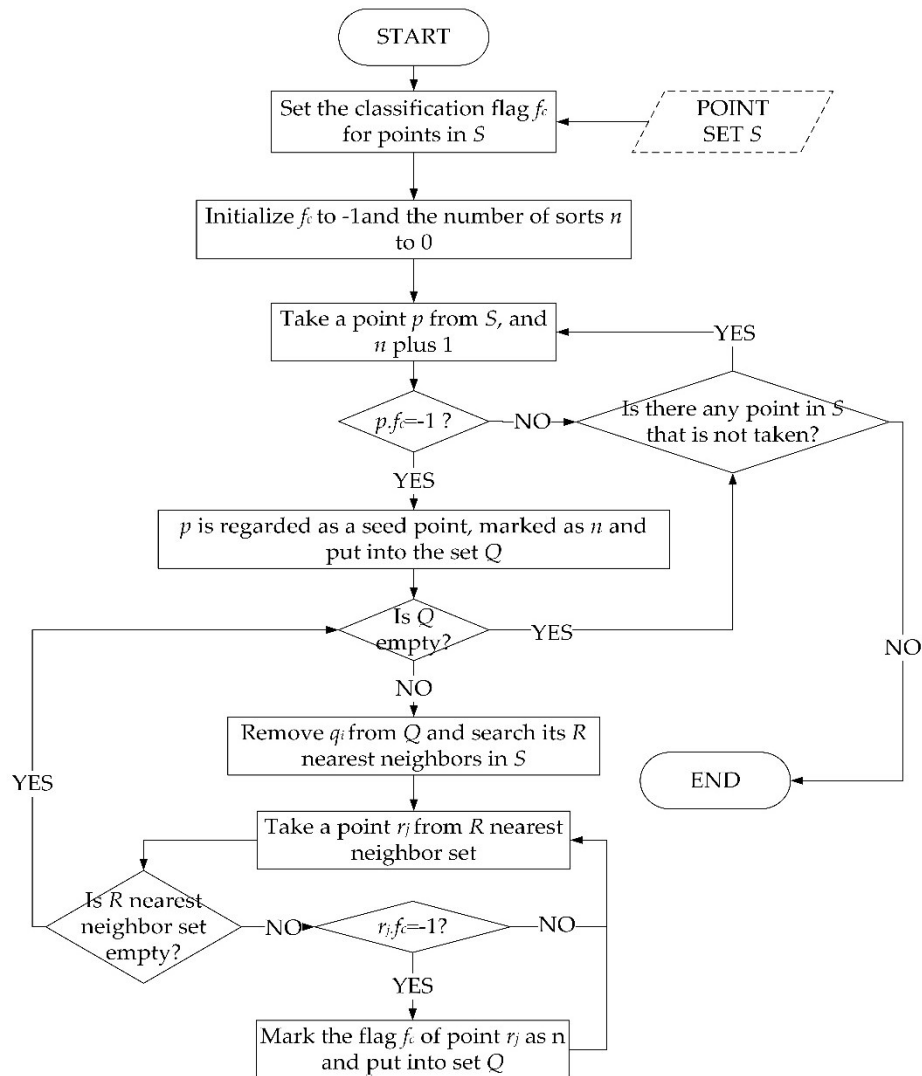 START
Set the classification flag fc
for points in S
POINT
SET S
Initialize fc to -1and the number of sorts n
to 0
Take a point p from S, and
n plus 1
YES
p.fc=-1 ?
NO
Is there any point in S
that is not taken?
YES
p is regarded as a seed point, marked as n and
put into the set Q
Is Q
empty?
YES
NO
NO
Remove qi from Q and search its R
nearest neighbors in S
YES
END
Take a point rj from R nearest
neighbor set
Is R nearest
neighbor set
empty?
NO
rj.fc=-1?
NO
YES
Mark the flag fc of point rj as n
and put into set Q